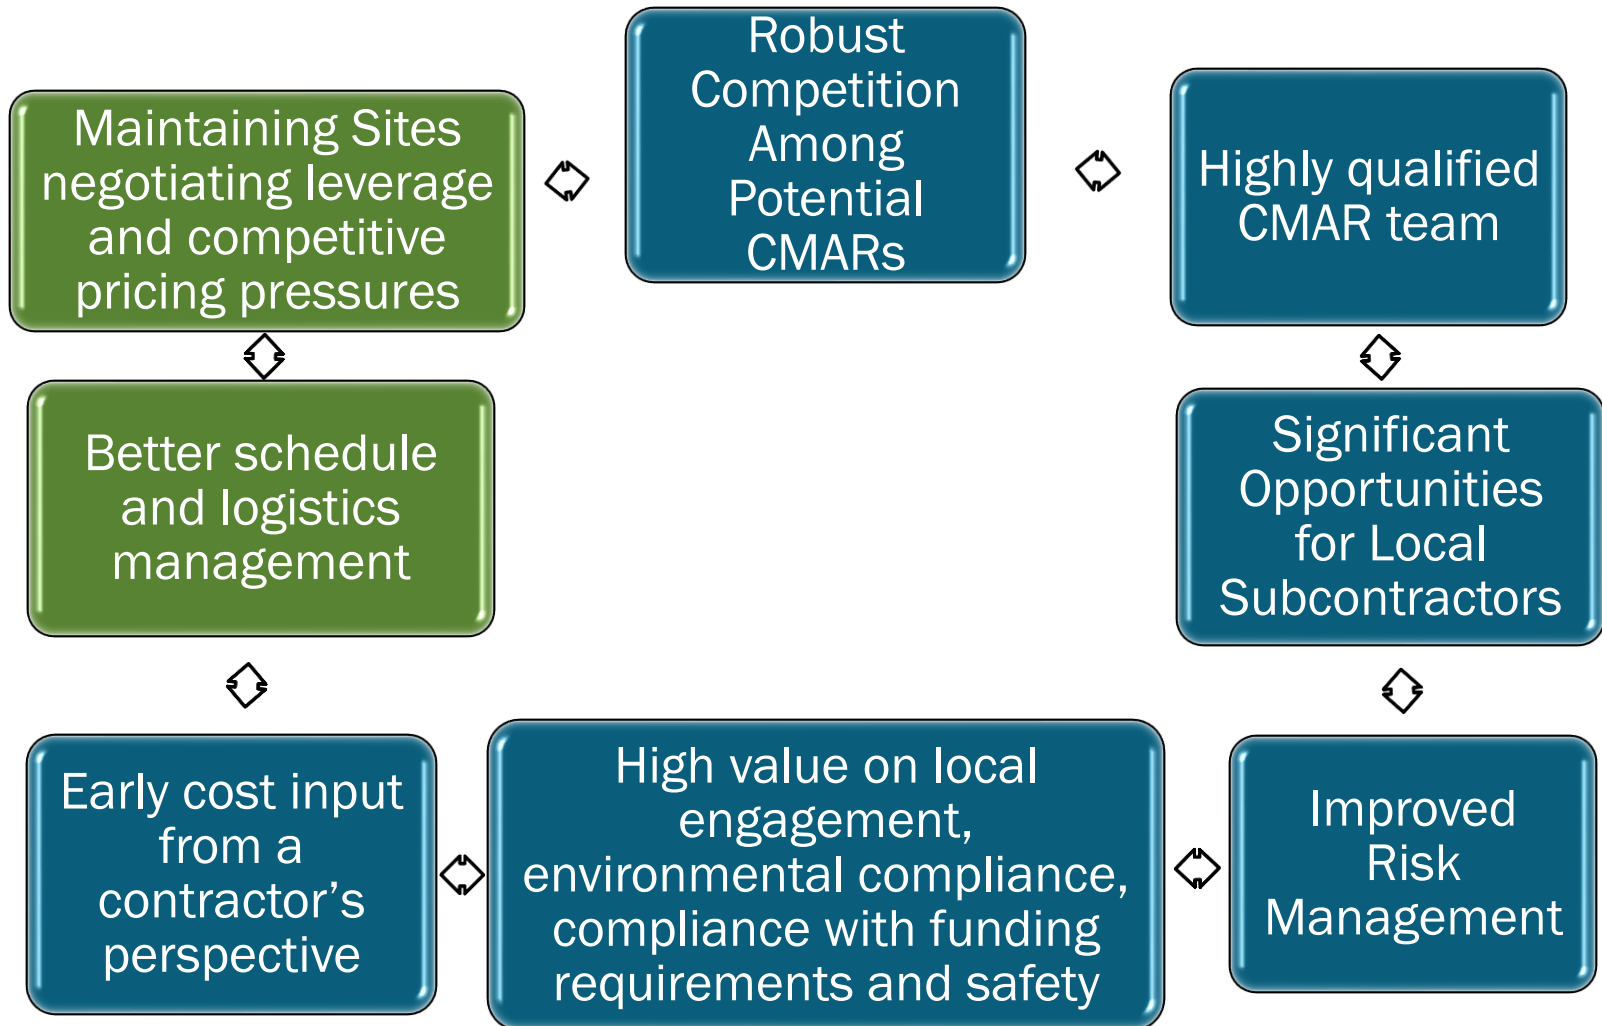 Robust
Competition
Among
Potential
CMARs
Highly qualified
CMAR team
Significant
Opportunities
for Local
Subcontractors
Improved
Risk
Management
High value on local
engagement,
environmental compliance,
compliance with funding
requirements and safety
Early cost input
from a
contractor’s
perspective
Better schedule
and logistics
management
Maintaining Sites
negotiating leverage
and competitive
pricing pressures